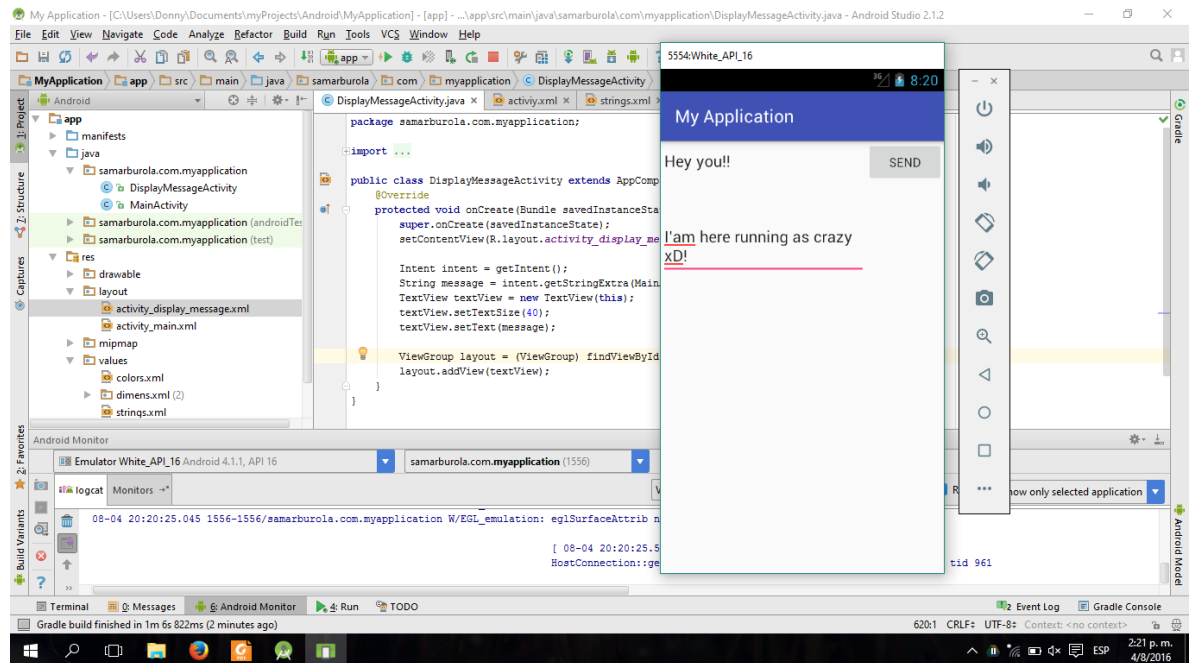 My Application - [C:\Users\Donny\Documents\myProjects\Android\MyApplication] - [app] - ...\app\src\main\java\samarburola\com\myapplication\DisplayMessageActivity.java - Android Studio 2.1.2
File Edit View Navigate Code Analyze Refactor Build Run Tools VCS Window Help
app
MyApplication app src main java samarburola com myapplication DisplayMessageActivity
Android
DisplayMessageActivity.java × activiy.xml × strings.xml
1: Project
7: Structure
Captures
2: Favorites
Build Variants
app
manifests
java
samarburola.com.myapplication
DisplayMessageActivity
MainActivity
samarburola.com.myapplication (androidTes
samarburola.com.myapplication (test)
res
drawable
layout
activity_display_message.xml
activity_main.xml
mipmap
values
colors.xml
dimens.xml (2)
strings.xml
package samarburola.com.myapplication;
import ...
public class DisplayMessageActivity extends AppComp
@Override
protected void onCreate(Bundle savedInstanceSta
super.onCreate(savedInstanceState);
setContentView(R.layout.activity_display_me
Intent intent = getIntent();
String message = intent.getStringExtra(Main
TextView textView = new TextView(this);
textView.setTextSize(40);
textView.setText(message);
ViewGroup layout = (ViewGroup) findViewById
layout.addView(textView);
}
}
5554:White_API_16
3G 8:20
My Application
Hey you!! SEND
I'am here running as crazy
xD!
Gradle
Android Model
Android Monitor
Emulator White_API_16 Android 4.1.1, API 16
samarburola.com.myapplication (1556)
logcat Monitors
now only selected application
08-04 20:20:25.045 1556-1556/samarburola.com.myapplication W/EGL_emulation: eglSurfaceAttrib n
[ 08-04 20:20:25.5
HostConnection::ge
tid 961
Terminal 0: Messages 6: Android Monitor 4: Run TODO
2 Event Log Gradle Console
Gradle build finished in 1m 6s 822ms (2 minutes ago)
620:1 CRLF÷ UTF-8÷ Context: <no context>
ESP
2:21 p. m.
4/8/2016